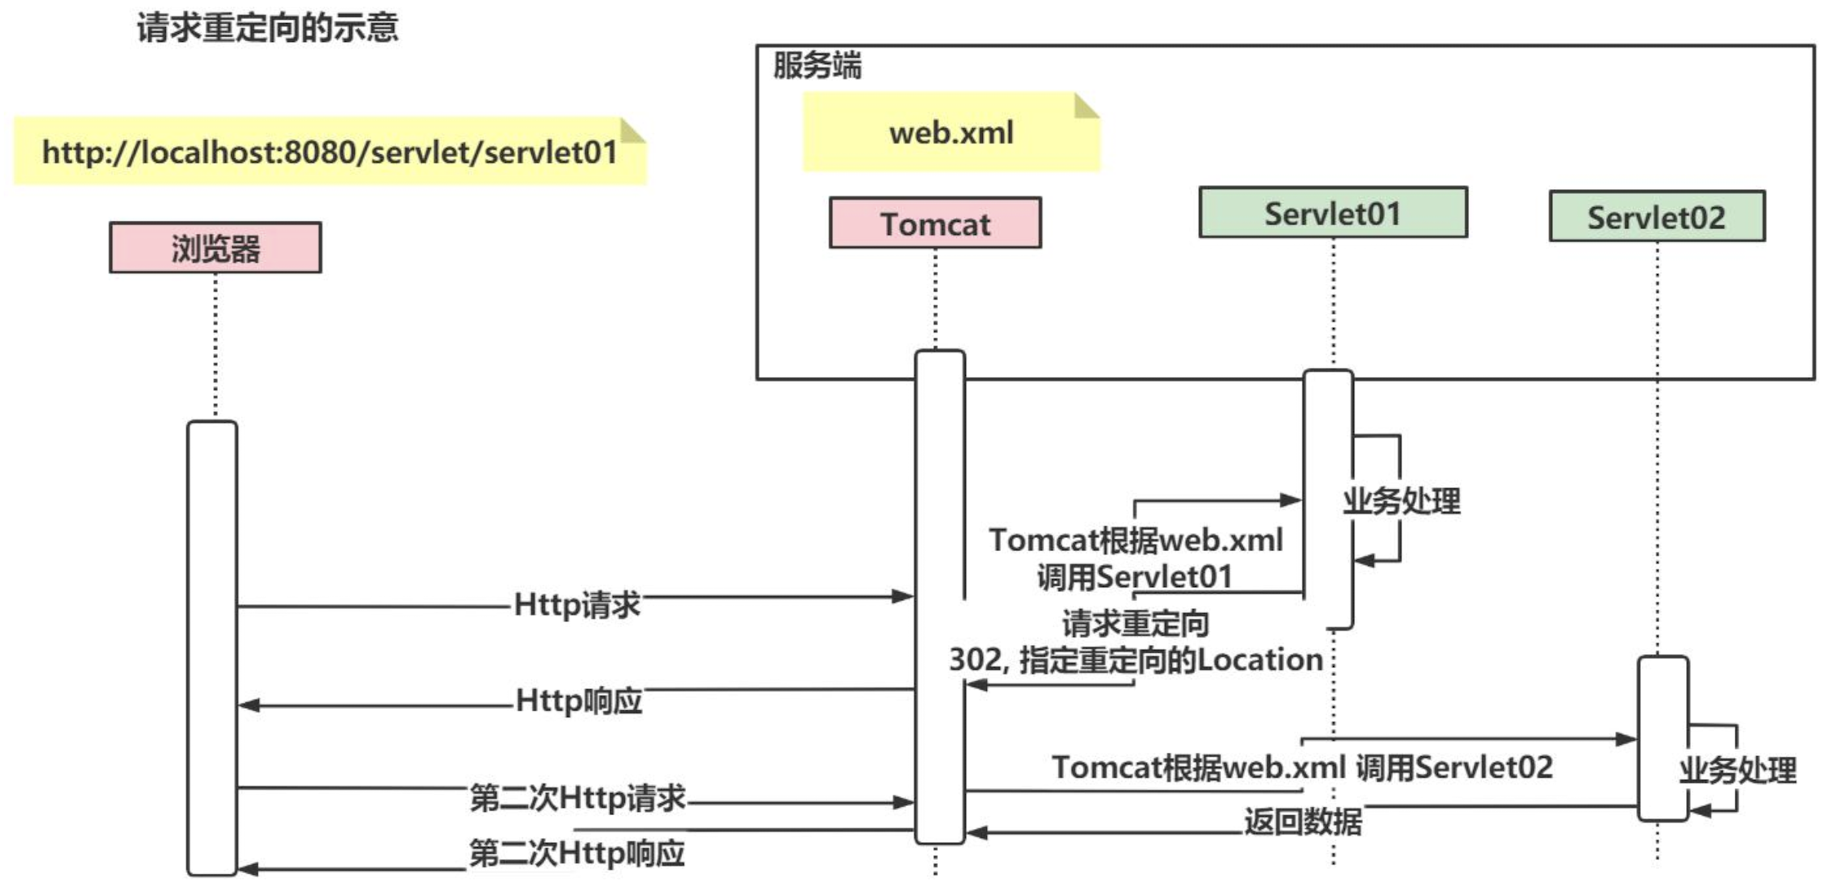 请求重定向的示意
服务端
web.xml
http://localhost:8080/servlet/servlet01
Tomcat
Servlet01
Servlet02
浏览器
业务处理
Tomcat根据web.xml
调用Servlet01
Http请求
请求重定向
302, 指定重定向的Location
Http响应
Tomcat根据web.xml 调用Servlet02
业务处理
第二次Http请求
返回数据
第二次Http响应